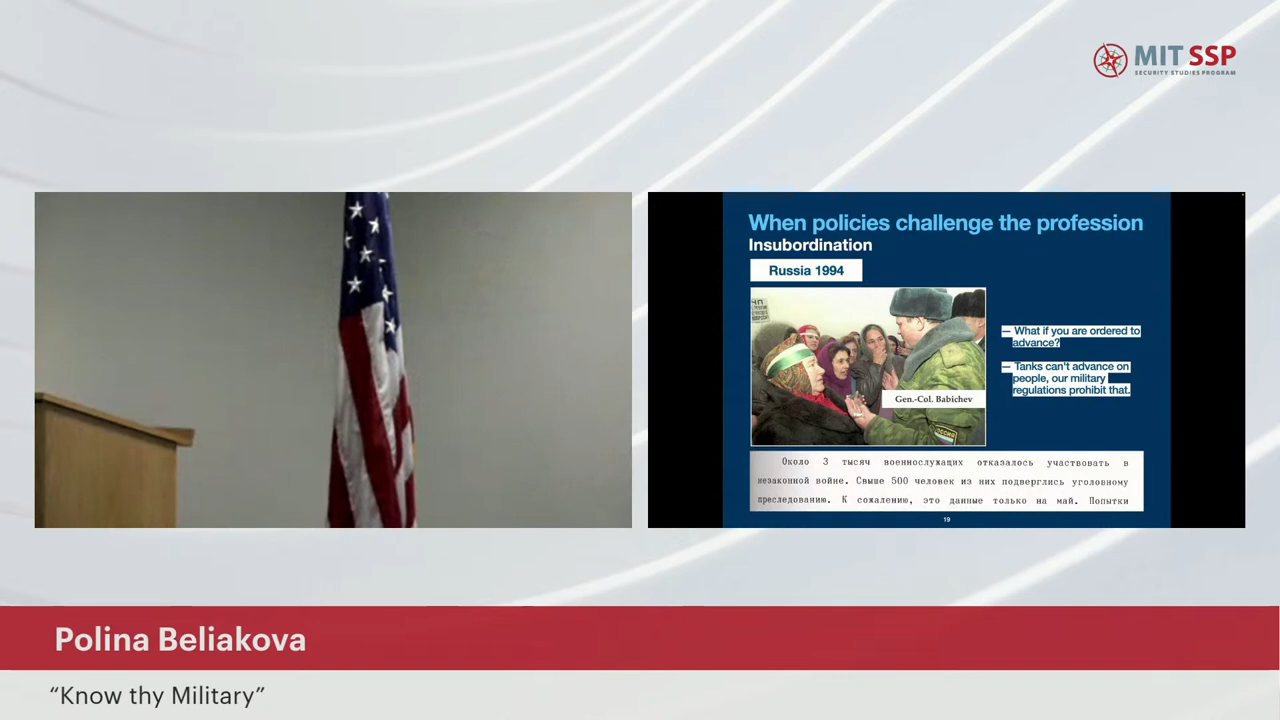 MIT SSP
SECURITY STUDIES PROGRAM
When policies challenge the profession
Insubordination
Russia 1994
— What if you are ordered to
advance?
— Tanks can't advance on
people, our military
regulations prohibit that.
Gen.-Col. Babichev
Около 3 тысяч военнослужащих отказалось участвовать в
незаконной войне. Свыше 500 человек из них подверглись уголовному
преследованию. К сожалению, это данные только на май. Попытки
19
Polina Beliakova
“Know thy Military”